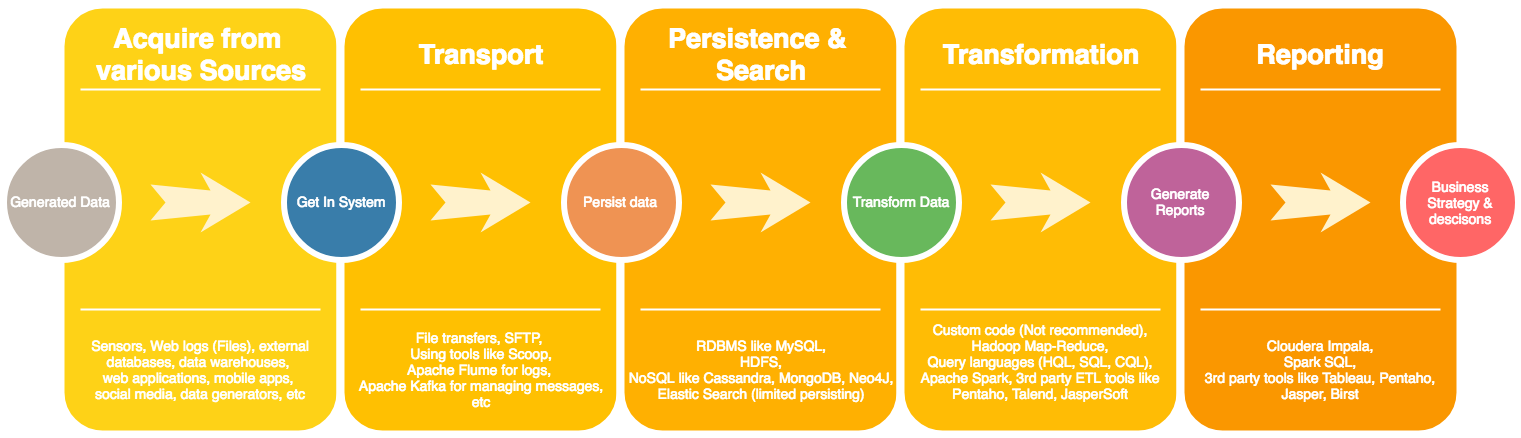 Acquire from
various Sources
Transport
Persistence &
Search
Transformation
Reporting
Generated Data
Get In System
Persist data
Transform Data
Generate
Reports
Business
Strategy &
descisons
Sensors, Web logs (Files), external
databases, data warehouses,
web applications, mobile apps,
social media, data generators, etc
File transfers, SFTP,
Using tools like Scoop,
Apache Flume for logs,
Apache Kafka for managing messages,
etc
RDBMS like MySQL,
HDFS,
NoSQL like Cassandra, MongoDB, Neo4J,
Elastic Search (limited persisting)
Custom code (Not recommended),
Hadoop Map-Reduce,
Query languages (HQL, SQL, CQL),
Apache Spark, 3rd party ETL tools like
Pentaho, Talend, JasperSoft
Cloudera Impala,
Spark SQL,
3rd party tools like Tableau, Pentaho,
Jasper, Birst